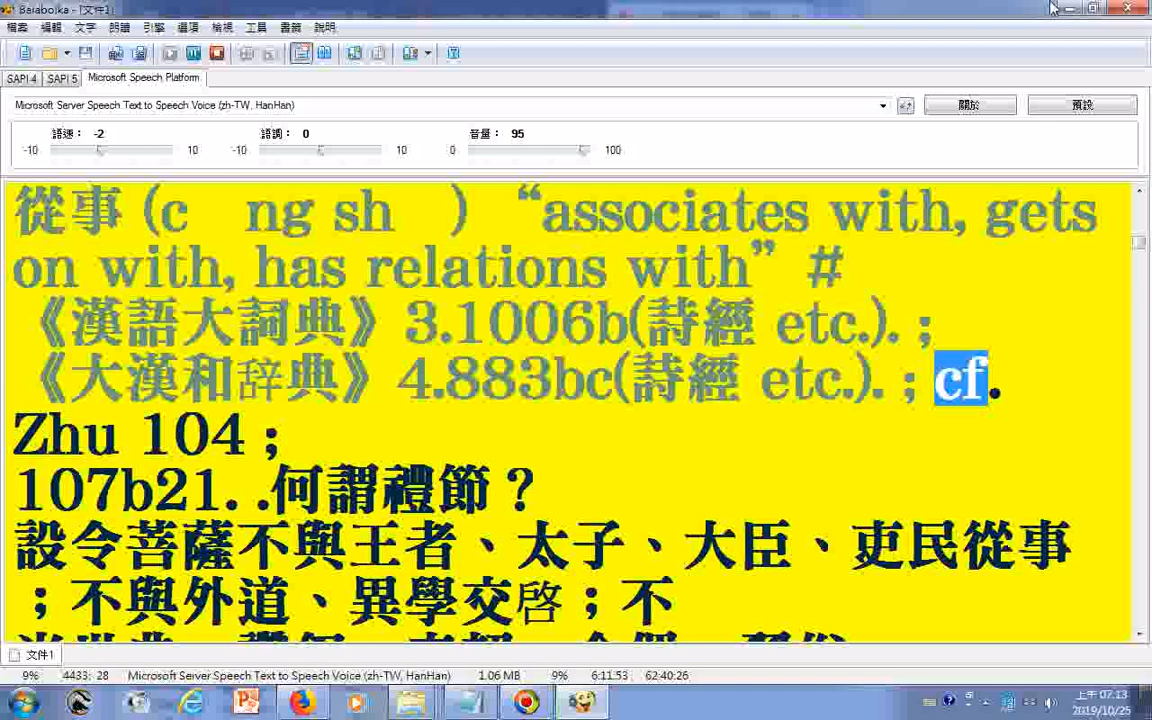 Balabolka - [文件1]
檔案 編輯 文字 朗讀 引擎 選項 檢視 工具 書籤 說明
SAPI 4 SAPI 5 Microsoft Speech Platform
Microsoft Server Speech Text to Speech Voice (zh-TW, HanHan) 關於 預設
語速： -2 語調： 0 音量： 95
-10 10 -10 10 0 100
從事 (c ng sh ) “associates with, gets
on with, has relations with” #
《漢語大詞典》 3.1006b(詩經 etc.).；
《大漢和辞典》 4.883bc(詩經 etc.).；cf.
Zhu 104；
107b21. .何謂禮節？
設令菩薩不與王者、太子、大臣、吏民從事
；不與外道、異學交啓；不
文件1
9% 4433: 28 Microsoft Server Speech Text to Speech Voice (zh-TW, HanHan) 1.06 MB 9% 6:11:53 62:40:26
上午 07:13
2019/10/25